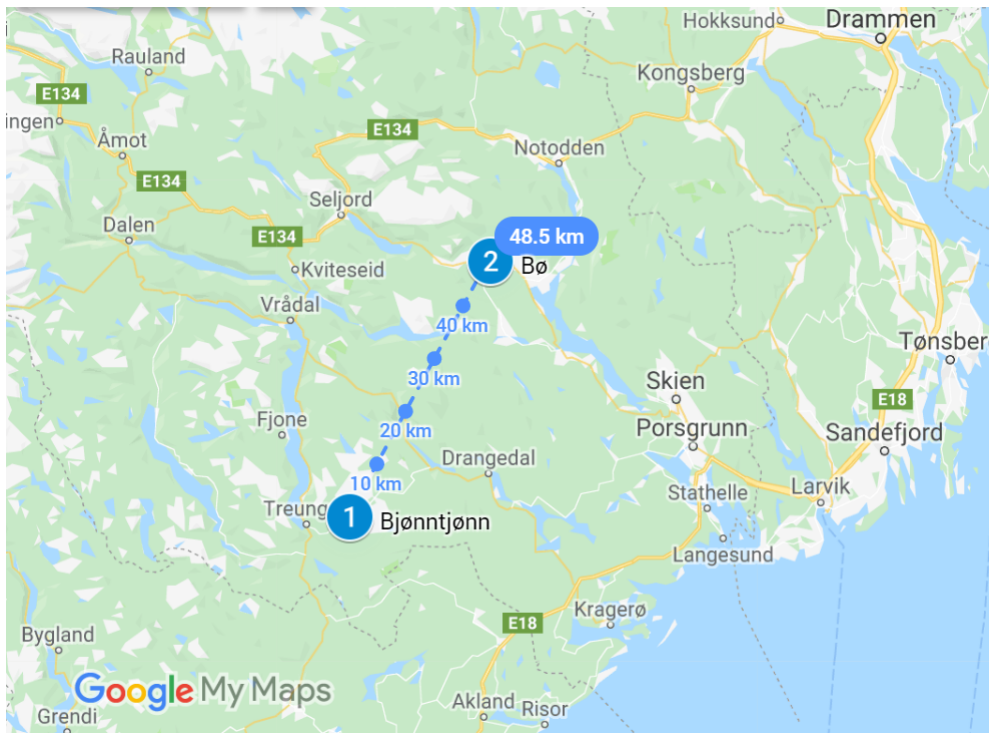 Hokksund
Drammen
Rauland
Kongsberg
E134
ingen
E134
Åmot
Notodden
E134
Seljord
Dalen
E134
48.5 km
2
Bø
Kviteseid
Vrådal
40 km
Tønsber
30 km
Skien
E18
Fjone
20 km
Porsgrunn
Sandefjord
Drangedal
10 km
Stathelle
Larvik
Treung
1
Bjønntjønn
Langesund
Kragerø
E18
Bygland
Google My Maps
Akland
Risor
Grendi